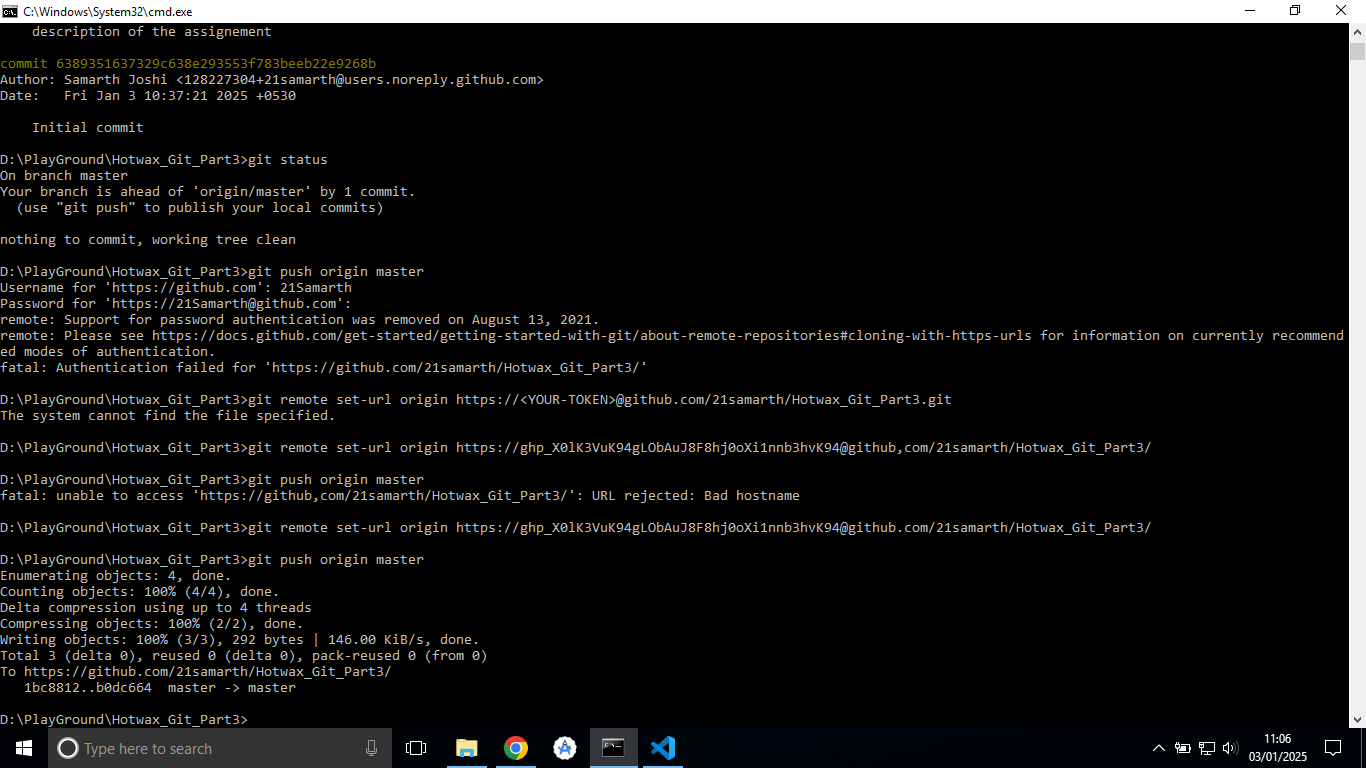 C:\Windows\System32\cmd.exe
description of the assignement
commit 6389351637329c638e293553f783beeb22e9268b
Author: Samarth Joshi <128227304+21samarth@users.noreply.github.com>
Date:   Fri Jan 3 10:37:21 2025 +0530
Initial commit
D:\PlayGround\Hotwax_Git_Part3>git status
On branch master
Your branch is ahead of 'origin/master' by 1 commit.
(use "git push" to publish your local commits)
nothing to commit, working tree clean
D:\PlayGround\Hotwax_Git_Part3>git push origin master
Username for 'https://github.com': 21Samarth
Password for 'https://21Samarth@github.com':
remote: Support for password authentication was removed on August 13, 2021.
remote: Please see https://docs.github.com/get-started/getting-started-with-git/about-remote-repositories#cloning-with-https-urls for information on currently recommend
ed modes of authentication.
fatal: Authentication failed for 'https://github.com/21samarth/Hotwax_Git_Part3/'
D:\PlayGround\Hotwax_Git_Part3>git remote set-url origin https://<YOUR-TOKEN>@github.com/21samarth/Hotwax_Git_Part3.git
The system cannot find the file specified.
D:\PlayGround\Hotwax_Git_Part3>git remote set-url origin https://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@github,com/21samarth/Hotwax_Git_Part3/
D:\PlayGround\Hotwax_Git_Part3>git push origin master
fatal: unable to access 'https://github,com/21samarth/Hotwax_Git_Part3/': URL rejected: Bad hostname
D:\PlayGround\Hotwax_Git_Part3>git remote set-url origin https://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@github.com/21samarth/Hotwax_Git_Part3/
D:\PlayGround\Hotwax_Git_Part3>git push origin master
Enumerating objects: 4, done.
Counting objects: 100% (4/4), done.
Delta compression using up to 4 threads
Compressing objects: 100% (2/2), done.
Writing objects: 100% (3/3), 292 bytes | 146.00 KiB/s, done.
Total 3 (delta 0), reused 0 (delta 0), pack-reused 0 (from 0)
To https://github.com/21samarth/Hotwax_Git_Part3/
1bc8812..b0dc664  master -> master
D:\PlayGround\Hotwax_Git_Part3>
Type here to search
11:06
03/01/2025